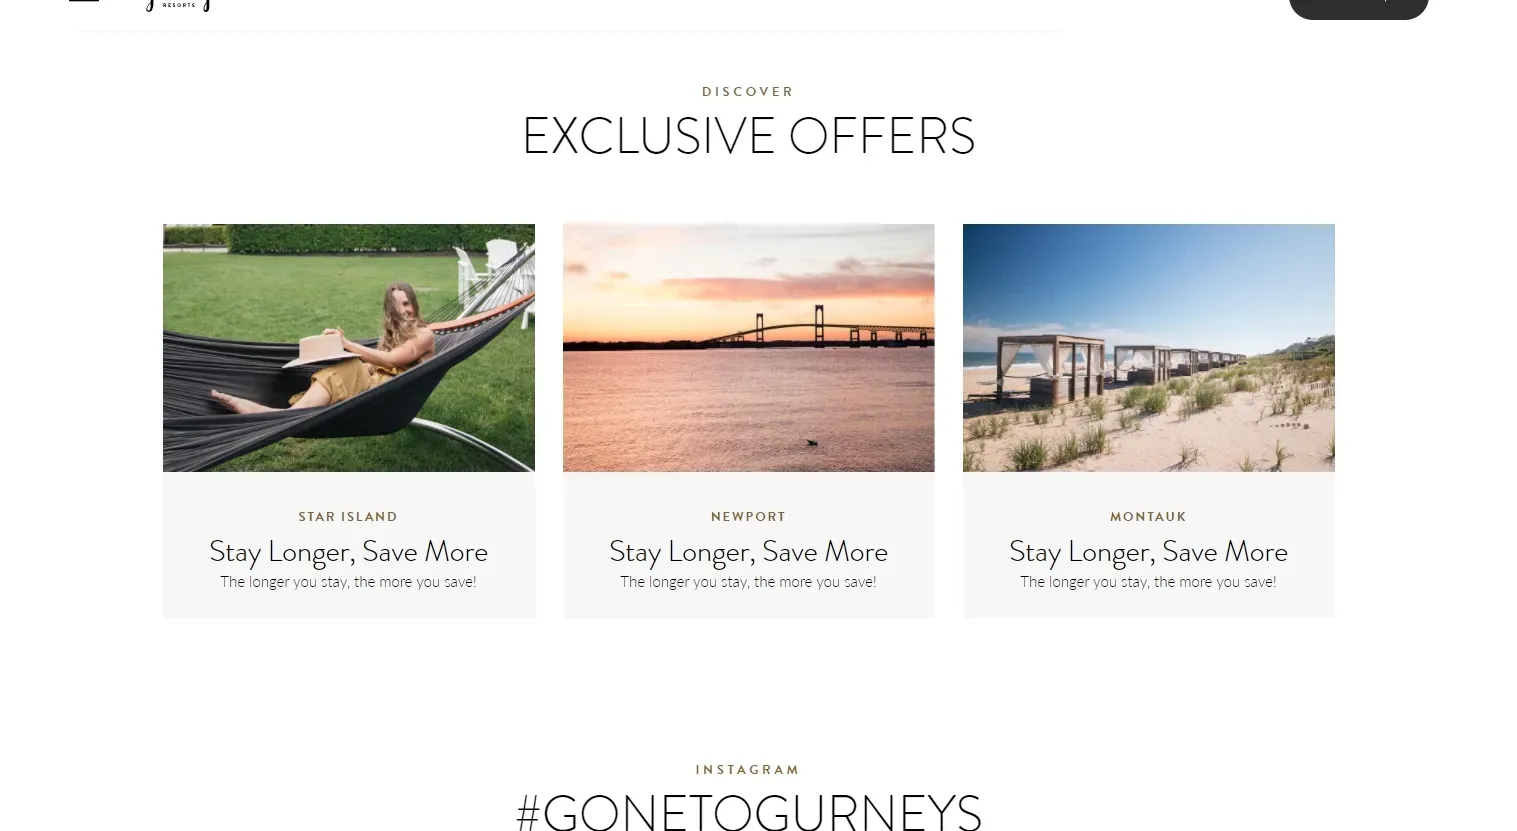 RESORTS
DISCOVER
EXCLUSIVE OFFERS
STAR ISLAND
Stay Longer, Save More
The longer you stay, the more you save!
NEWPORT
Stay Longer, Save More
The longer you stay, the more you save!
MONTAUK
Stay Longer, Save More
The longer you stay, the more you save!
INSTAGRAM
#GONETOGURNEYS